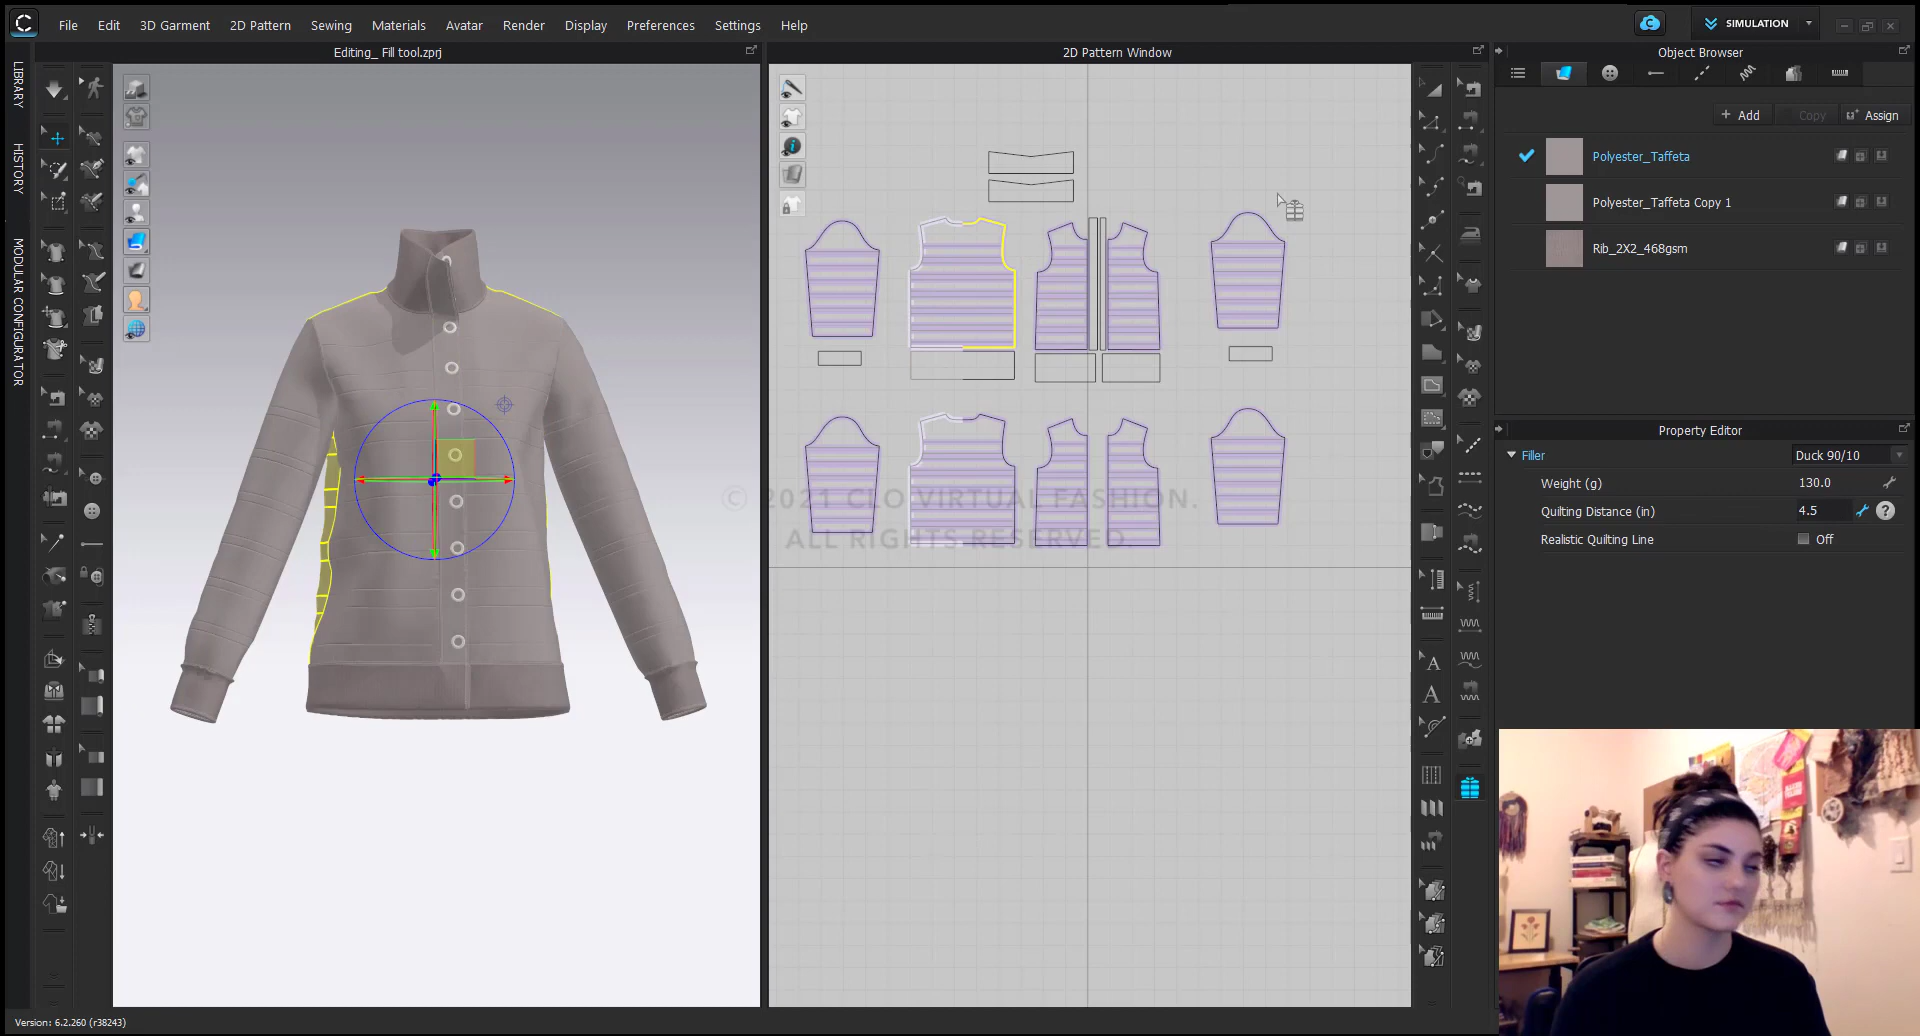 File Edit 3D Garment 2D Pattern Sewing Materials Avatar Render Display Preferences Settings Help
SIMULATION
Editing_ Fill tool.zprj
2D Pattern Window
Object Browser
LIBRARY
HISTORY
MODULAR CONFIGURATOR
+ Add
Copy
Assign
Polyester_Taffeta
Polyester_Taffeta Copy 1
Rib_2X2_468gsm
Property Editor
Filler
Duck 90/10
Weight (g)
130.0
Quilting Distance (in)
4.5
?
Realistic Quilting Line
Off
© 2021 CLO VIRTUAL FASHION.
ALL RIGHTS RESERVED.
Version: 6.2.260 (r38243)